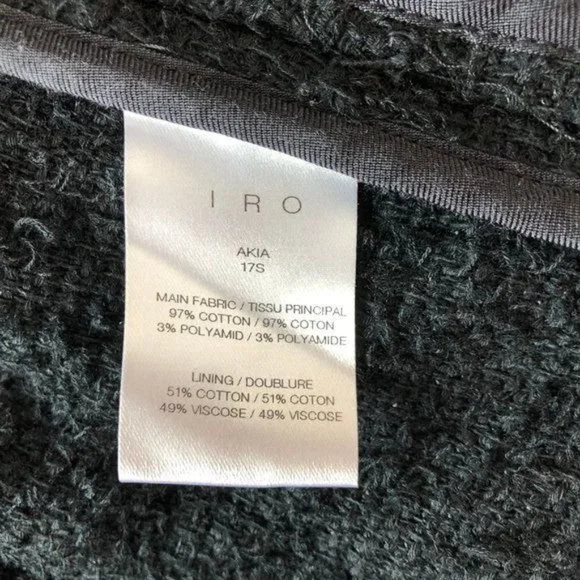 IRO
AKIA
17S
MAIN FABRIC / TISSU PRINCIPAL
97% COTTON / 97% COTON
3% POLYAMID / 3% POLYAMIDE
LINING / DOUBLURE
51% COTTON / 51% COTON
49% VISCOSE / 49% VISCOSE